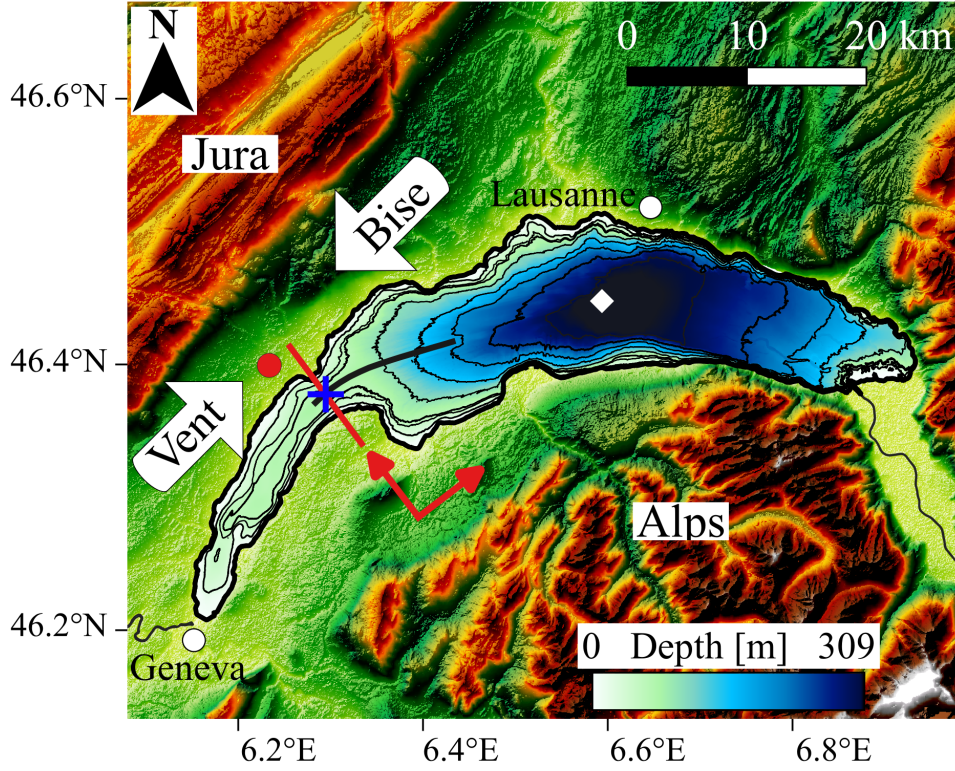 N
0 10 20 km
46.6°N
Jura
Bise
Lausanne
46.4°N
Vent
Alps
46.2°N
Geneva
0 Depth [m] 309
6.2°E 6.4°E 6.6°E 6.8°E